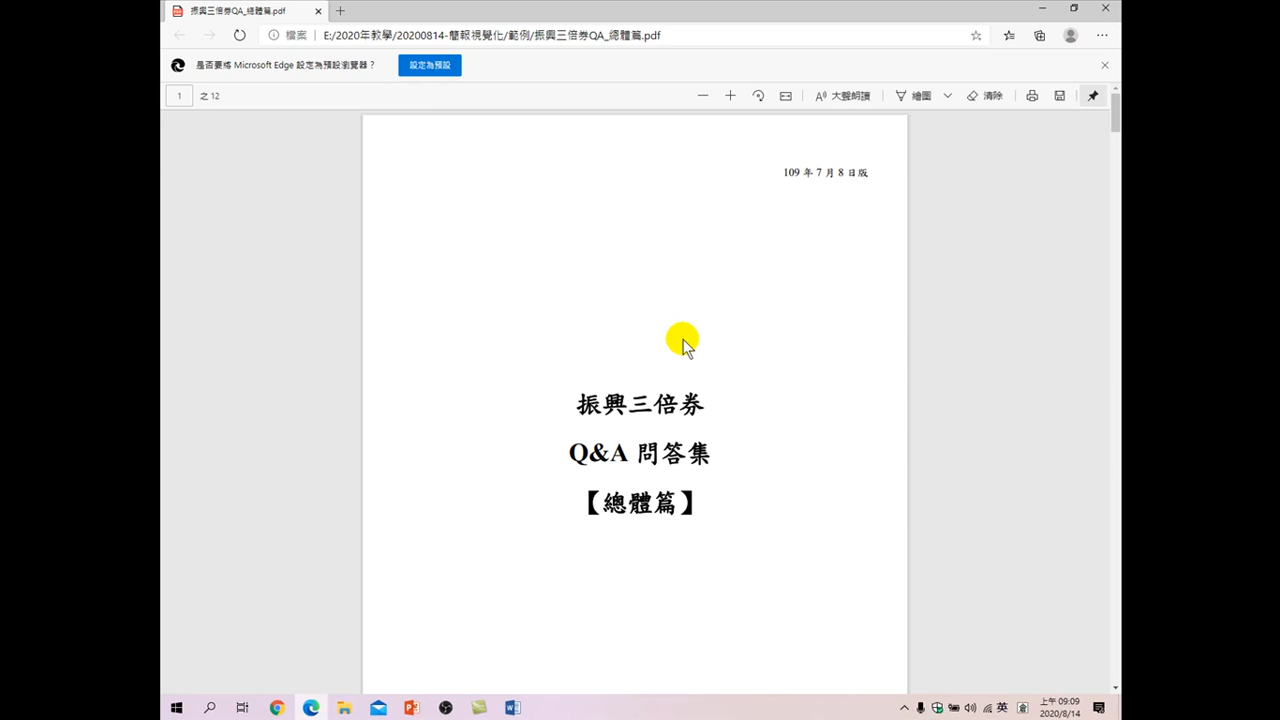 振興三倍券QA_總體篇.pdf
檔案
E:/2020年教學/20200814-簡報視覺化/範例/振興三倍券QA_總體篇.pdf
是否要將 Microsoft Edge 設定為預設瀏覽器？
設定為預設
1 之 12
大聲朗讀
繪圖
清除
109 年 7 月 8 日版
振興三倍券
Q&A 問答集
【總體篇】
英
上午 09:09
2020/8/14